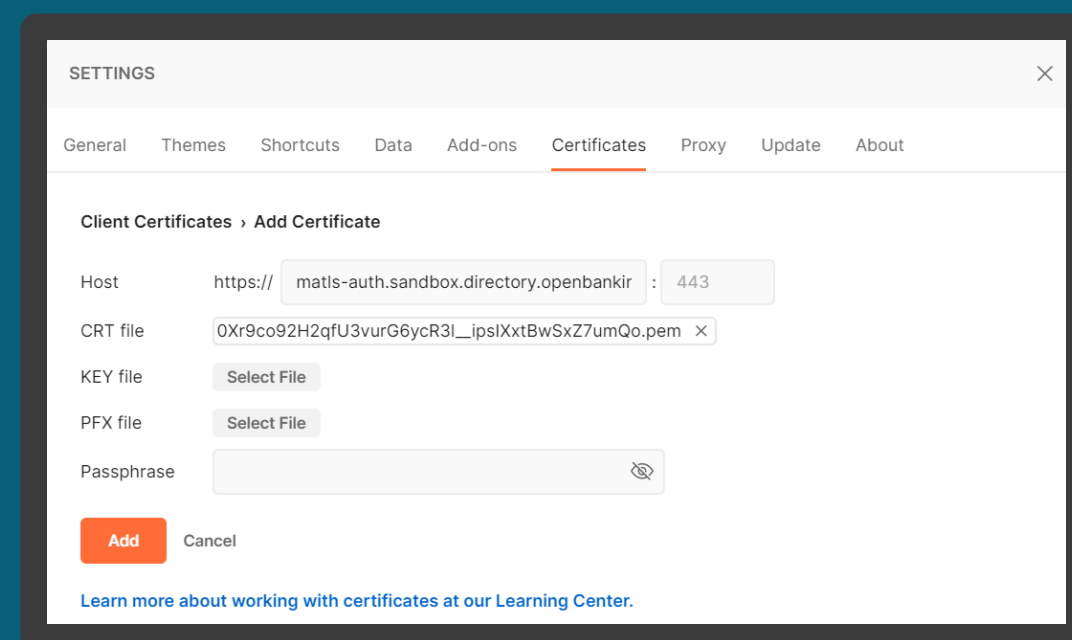 SETTINGS
General Themes Shortcuts Data Add-ons Certificates Proxy Update About
Client Certificates › Add Certificate
Host https:// matls-auth.sandbox.directory.openbankir : 443
CRT file 0Xr9co92H2qfU3vurG6ycR3I__ipsIXxtBwSxZ7umQo.pem
KEY file Select File
PFX file Select File
Passphrase
Add Cancel
Learn more about working with certificates at our Learning Center.